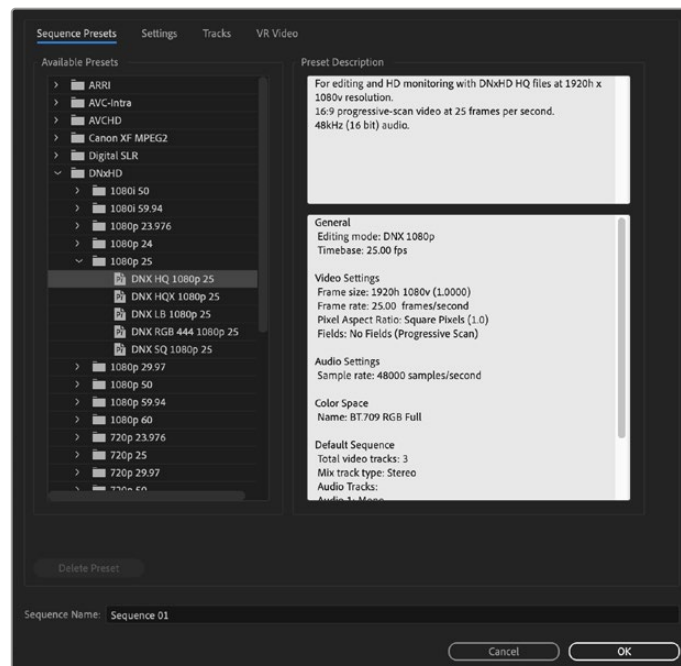 Sequence Presets
Settings
Tracks
VR Video
Available Presets
ARRI
AVC-Intra
AVCHD
Canon XF MPEG2
Digital SLR
DNxHD
1080i 50
1080i 59.94
1080p 23.976
1080p 24
1080p 25
DNX HQ 1080p 25
DNX HQX 1080p 25
DNX LB 1080p 25
DNX RGB 444 1080p 25
DNX SQ 1080p 25
1080p 29.97
1080p 50
1080p 59.94
1080p 60
720p 23.976
720p 25
720p 29.97
720p 50
Preset Description
For editing and HD monitoring with DNxHD HQ files at 1920h x
1080v resolution.
16:9 progressive-scan video at 25 frames per second.
48kHz (16 bit) audio.
General
Editing mode: DNX 1080p
Timebase: 25.00 fps
Video Settings
Frame size: 1920h 1080v (1.0000)
Frame rate: 25.00 frames/second
Pixel Aspect Ratio: Square Pixels (1.0)
Fields: No Fields (Progressive Scan)
Audio Settings
Sample rate: 48000 samples/second
Color Space
Name: BT.709 RGB Full
Default Sequence
Total video tracks: 3
Mix track type: Stereo
Audio Tracks:
Audio 1: Mono
Delete Preset
Sequence Name: Sequence 01
Cancel
OK